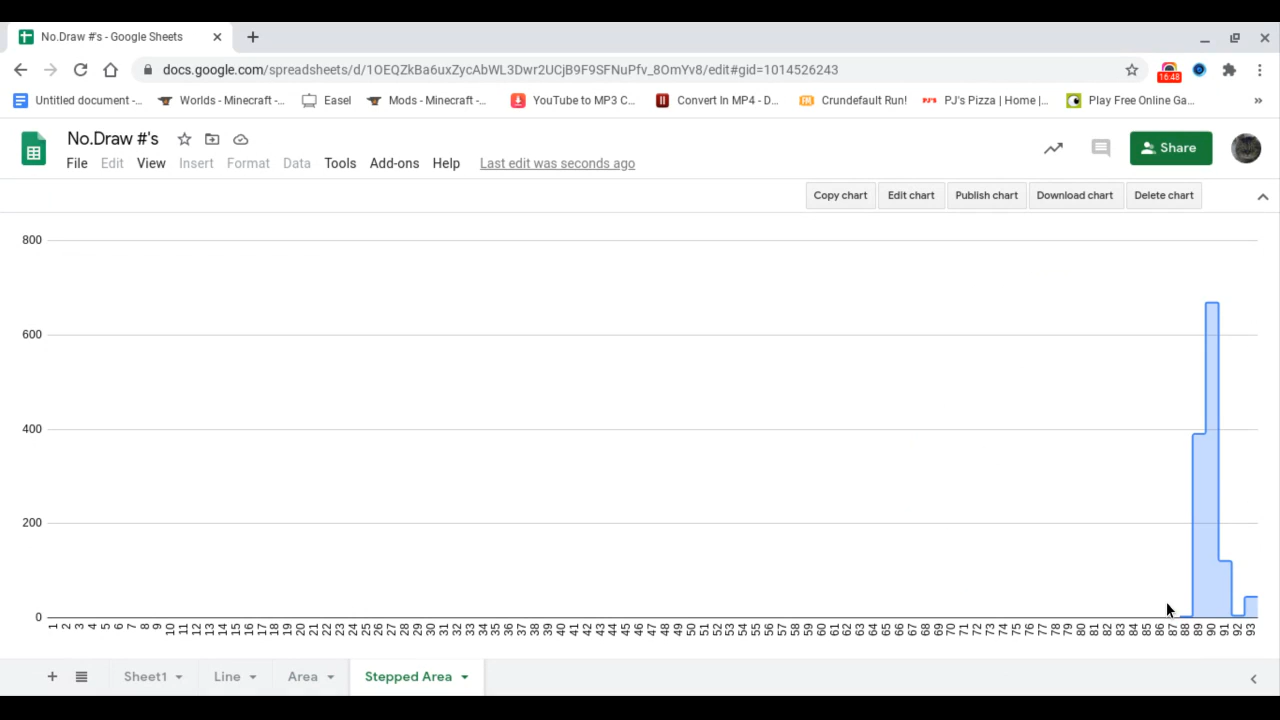 No.Draw #'s - Google Sheets
docs.google.com/spreadsheets/d/1OEQZkBa6uxZynAbWL3Dwr2UCjB9F9SFNuPfv_8OmYv8/edit#gid=1014526243
16:48
Untitled document -...
Worlds - Minecraft -...
Easel
Mods - Minecraft -...
YouTube to MP3 C...
Convert In MP4 - D...
FM
Crundefault Run!
PJ's
PJ's Pizza | Home |...
Play Free Online Ga...
No.Draw #'s
Share
File Edit View Insert Format Data Tools Add-ons Help Last edit was seconds ago
Copy chart Edit chart Publish chart Download chart Delete chart
800
600
400
200
0
1 2 3 4 5 6 7 8 9 10 11 12 13 14 15 16 17 18 19 20 21 22 23 24 25 26 27 28 29 30 31 32 33 34 35 36 37 38 39 40 41 42 43 44 45 46 47 48 49 50 51 52 53 54 55 56 57 58 59 60 61 62 63 64 65 66 67 68 69 70 71 72 73 74 75 76 77 78 79 80 81 82 83 84 85 86 87 88 89 90 91 92 93
Sheet1 Line Area Stepped Area